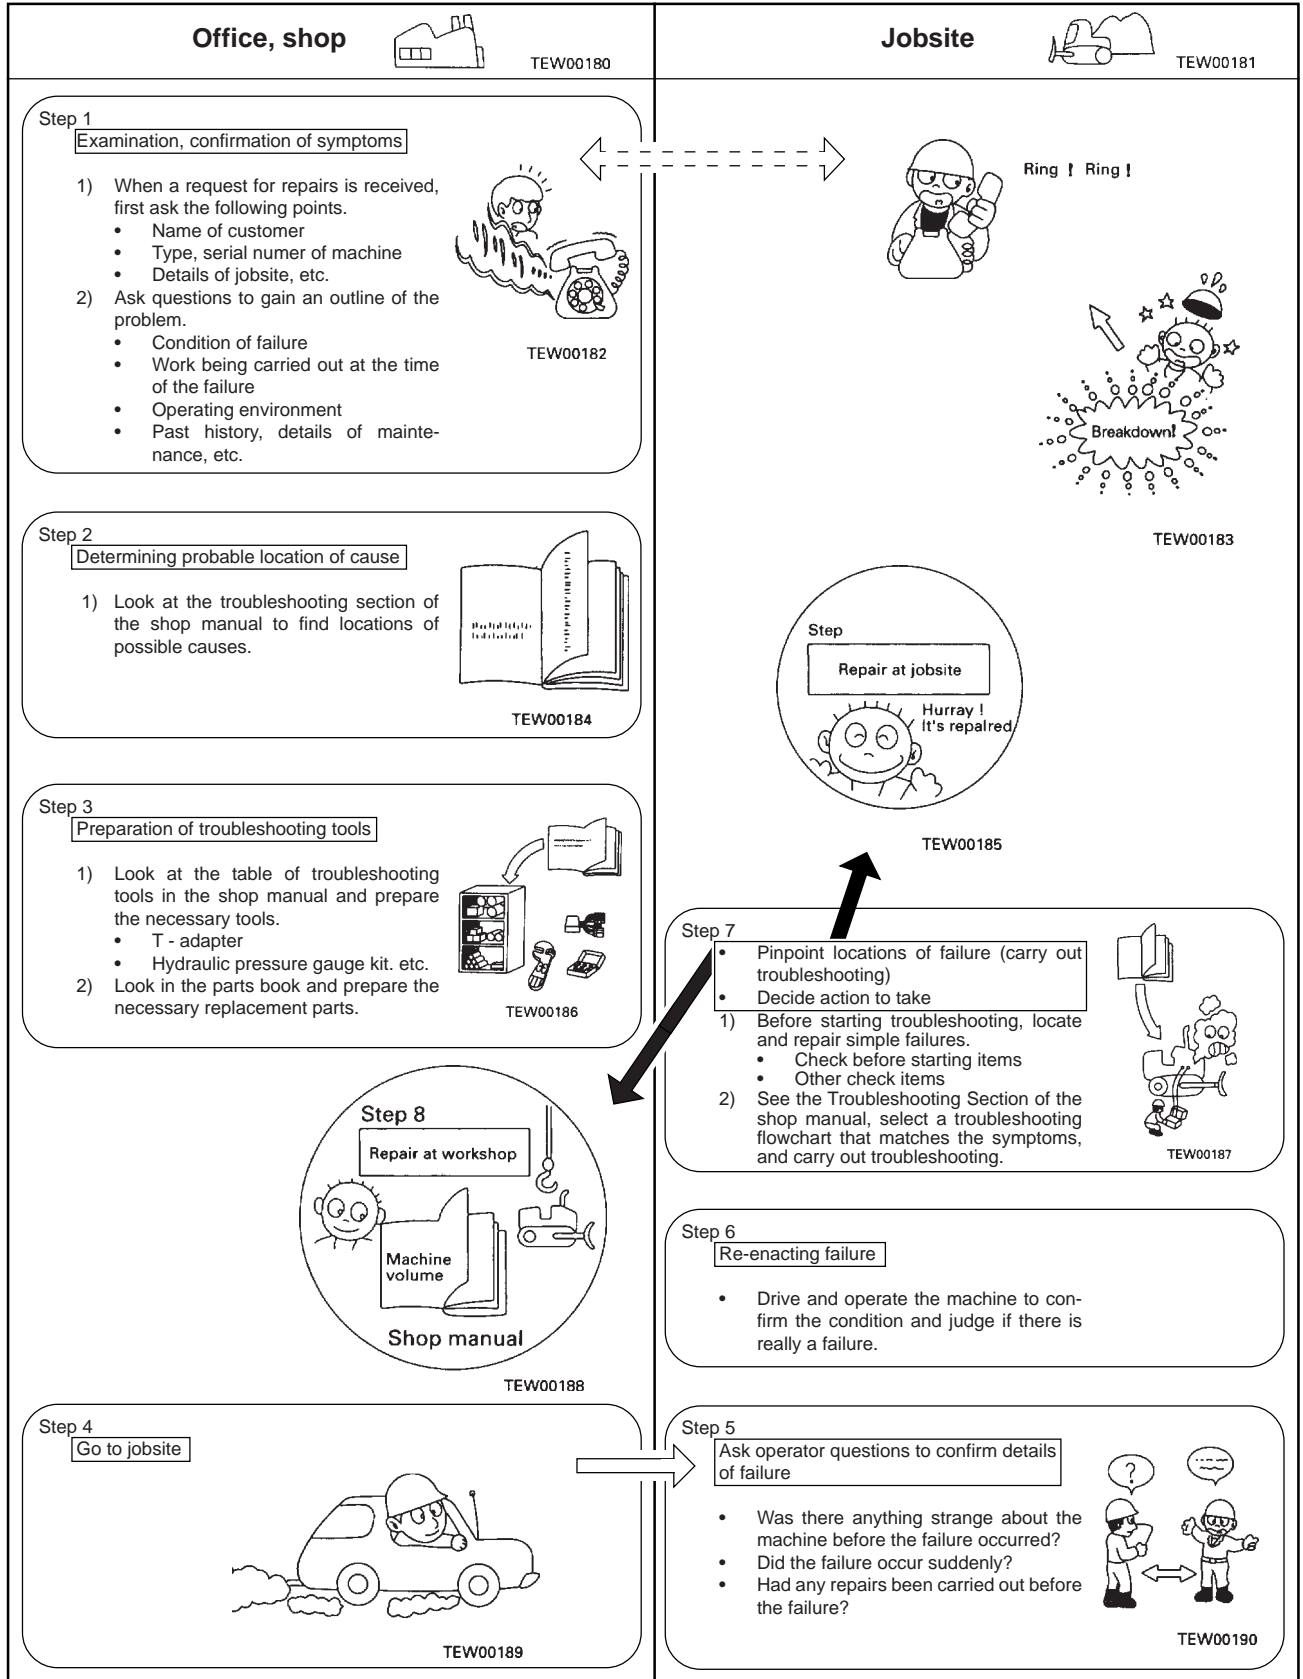 Office, shop
TEW00180
Jobsite
TEW00181
Step 1
Examination, confirmation of symptoms
1) When a request for repairs is received,
first ask the following points.
• Name of customer
• Type, serial numer of machine
• Details of jobsite, etc.
2) Ask questions to gain an outline of the
problem.
• Condition of failure
• Work being carried out at the time
of the failure
• Operating environment
• Past history, details of mainte-
nance, etc.
TEW00182
Ring ! Ring !
Breakdown!
TEW00183
Step 2
Determining probable location of cause
1) Look at the troubleshooting section of
the shop manual to find locations of
possible causes.
TEW00184
Step
Repair at jobsite
Hurray !
It's repaired
TEW00185
Step 3
Preparation of troubleshooting tools
1) Look at the table of troubleshooting
tools in the shop manual and prepare
the necessary tools.
• T - adapter
• Hydraulic pressure gauge kit. etc.
2) Look in the parts book and prepare the
necessary replacement parts.
TEW00186
Step 7
• Pinpoint locations of failure (carry out
troubleshooting)
• Decide action to take
1) Before starting troubleshooting, locate
and repair simple failures.
• Check before starting items
• Other check items
2) See the Troubleshooting Section of the
shop manual, select a troubleshooting
flowchart that matches the symptoms,
and carry out troubleshooting.
TEW00187
Step 8
Repair at workshop
Machine
volume
Shop manual
TEW00188
Step 6
Re-enacting failure
• Drive and operate the machine to con-
firm the condition and judge if there is
really a failure.
Step 4
Go to jobsite
TEW00189
Step 5
Ask operator questions to confirm details
of failure
• Was there anything strange about the
machine before the failure occurred?
• Did the failure occur suddenly?
• Had any repairs been carried out before
the failure?
?
TEW00190